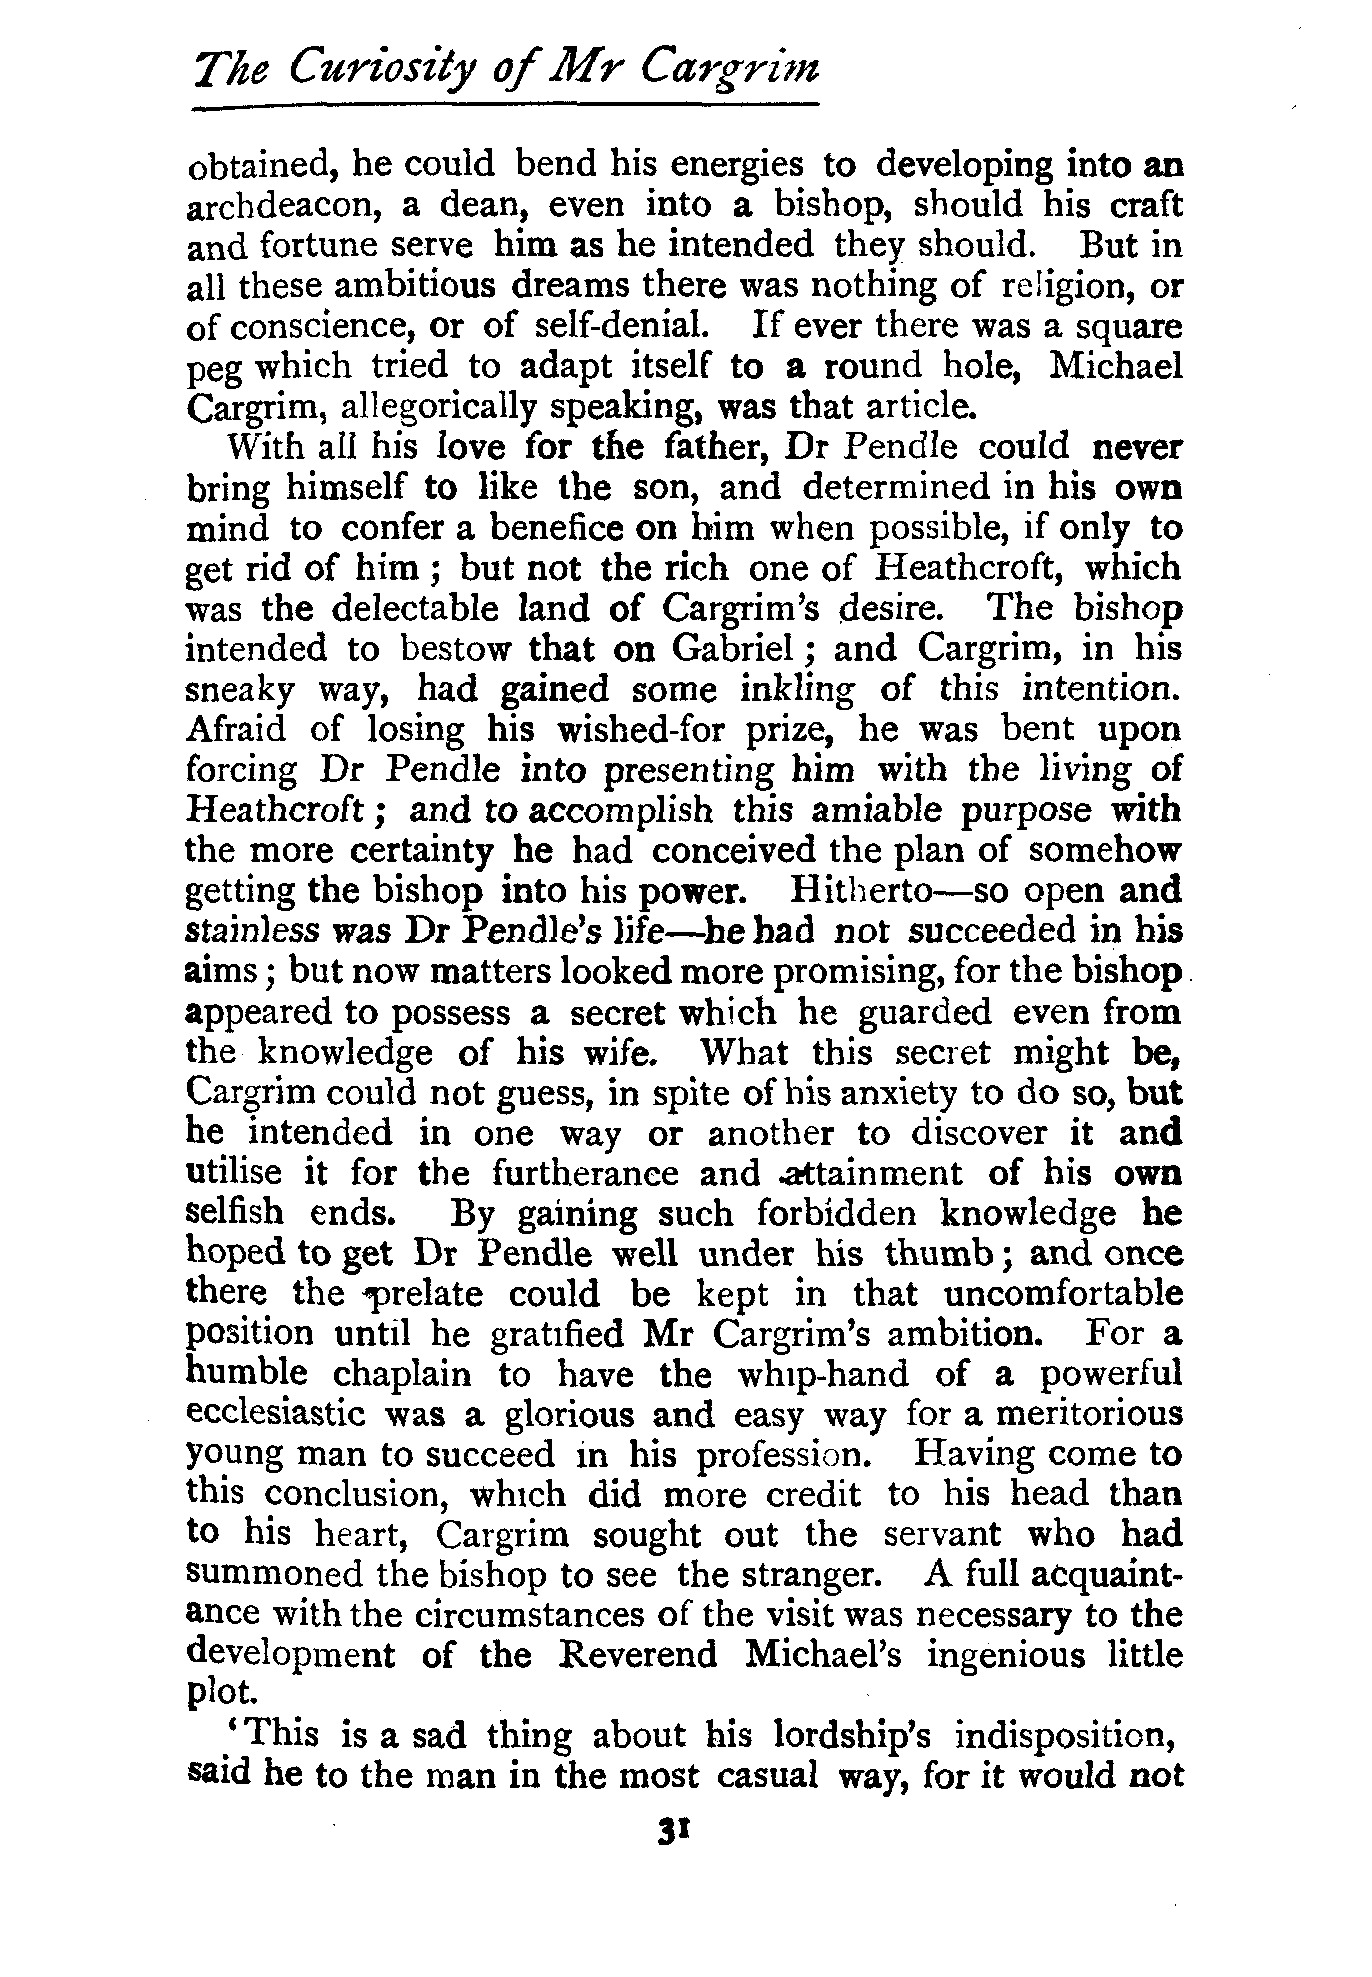 The Curiosity of Mr Cargrim
obtained, he could bend his energies to developing into an
archdeacon, a dean, even into a bishop, should his craft
and fortune serve him as he intended they should. But in
all these ambitious dreams there was nothing of religion, or
of conscience, or of self-denial. If ever there was a square
peg which tried to adapt itself to a round hole, Michael
Cargrim, allegorically speaking, was that article.
With all his love for the father, Dr Pendle could never
bring himself to like the son, and determined in his own
mind to confer a benefice on him when possible, if only to
get rid of him ; but not the rich one of Heathcroft, which
was the delectable land of Cargrim's desire. The bishop
intended to bestow that on Gabriel ; and Cargrim, in his
sneaky way, had gained some inkling of this intention.
Afraid of losing his wished-for prize, he was bent upon
forcing Dr Pendle into presenting him with the living of
Heathcroft ; and to accomplish this amiable purpose with
the more certainty he had conceived the plan of somehow
getting the bishop into his power. Hitherto—so open and
stainless was Dr Pendle's life—he had not succeeded in his
aims ; but now matters looked more promising, for the bishop
appeared to possess a secret which he guarded even from
the knowledge of his wife. What this secret might be,
Cargrim could not guess, in spite of his anxiety to do so, but
he intended in one way or another to discover it and
utilise it for the furtherance and attainment of his own
selfish ends. By gaining such forbidden knowledge he
hoped to get Dr Pendle well under his thumb ; and once
there the prelate could be kept in that uncomfortable
position until he gratified Mr Cargrim's ambition. For a
humble chaplain to have the whip-hand of a powerful
ecclesiastic was a glorious and easy way for a meritorious
young man to succeed in his profession. Having come to
this conclusion, which did more credit to his head than
to his heart, Cargrim sought out the servant who had
summoned the bishop to see the stranger. A full acquaint-
ance with the circumstances of the visit was necessary to the
development of the Reverend Michael's ingenious little
plot.
‘This is a sad thing about his lordship's indisposition,
said he to the man in the most casual way, for it would not
31